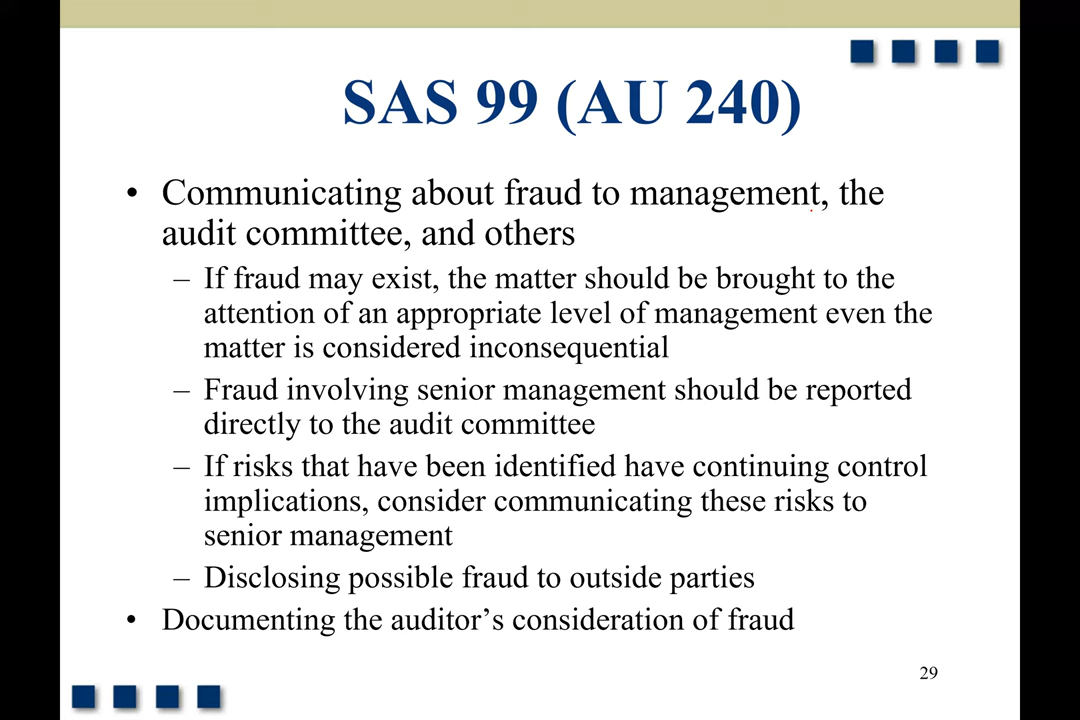 SAS 99 (AU 240)
• Communicating about fraud to management, the
audit committee, and others
– If fraud may exist, the matter should be brought to the
attention of an appropriate level of management even the
matter is considered inconsequential
– Fraud involving senior management should be reported
directly to the audit committee
– If risks that have been identified have continuing control
implications, consider communicating these risks to
senior management
– Disclosing possible fraud to outside parties
• Documenting the auditor’s consideration of fraud
29